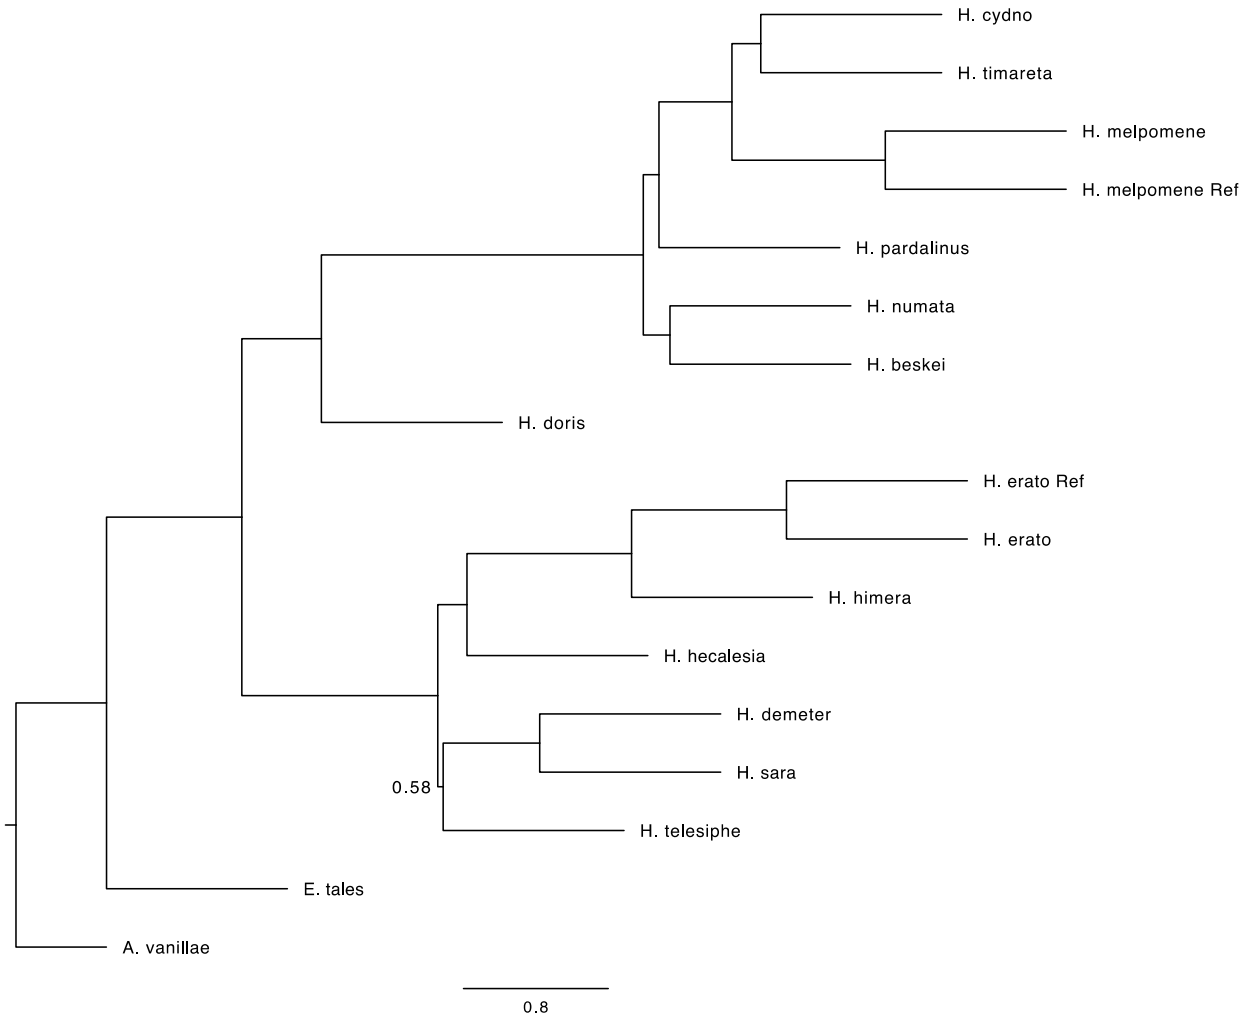 H. cydno
H. timareta
H. melpomene
H. melpomene Ref
H. pardalinus
H. numata
H. beskei
H. doris
H. erato Ref
H. erato
H. himera
H. hecalesia
H. demeter
H. sara
0.58
H. telesiphe
E. tales
A. vanillae
0.8